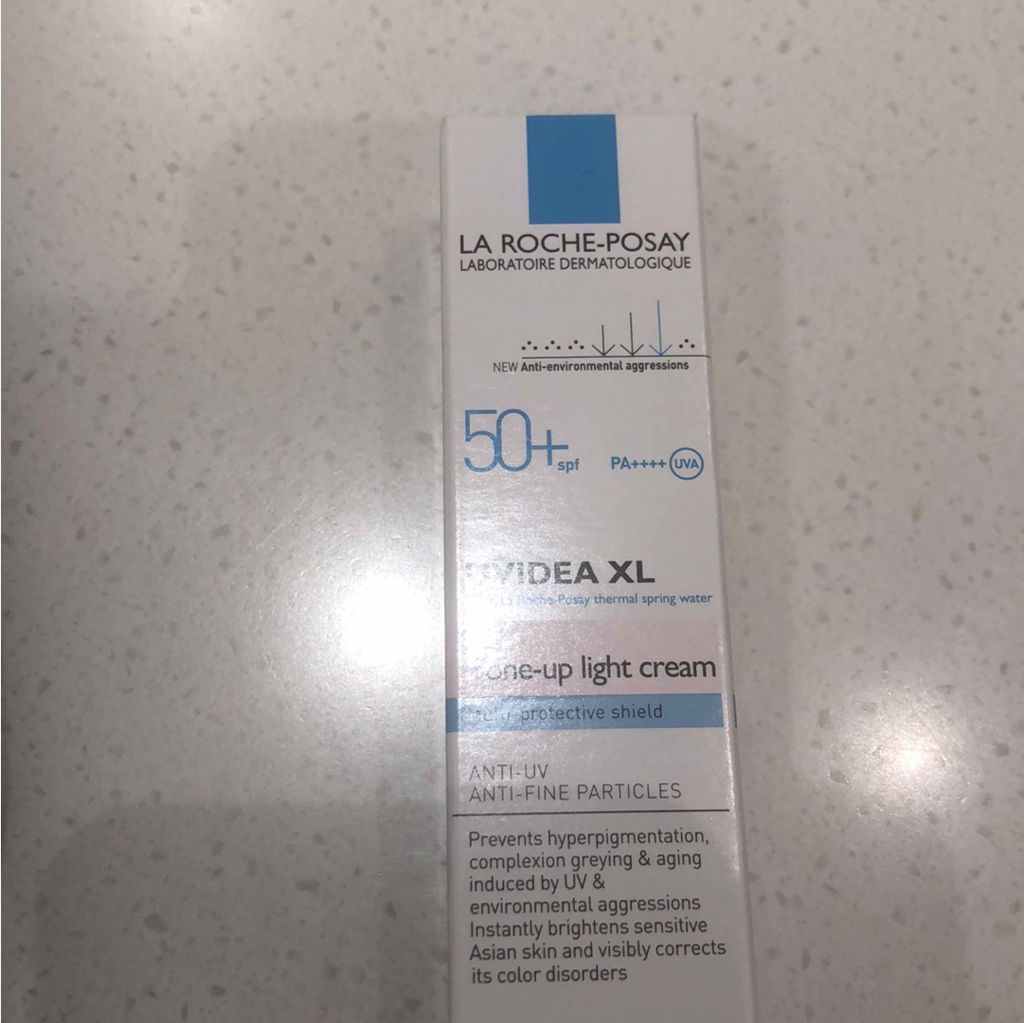 LA ROCHE-POSAY
LABORATOIRE DERMATOLOGIQUE
NEW Anti-environmental aggressions
50+ spf PA++++ UVA
UVIDEA XL
La Roche-Posay thermal spring water
Tone-up light cream
protective shield
ANTI-UV
ANTI-FINE PARTICLES
Prevents hyperpigmentation,
complexion greying & aging
induced by UV &
environmental aggressions
Instantly brightens sensitive
Asian skin and visibly corrects
its color disorders